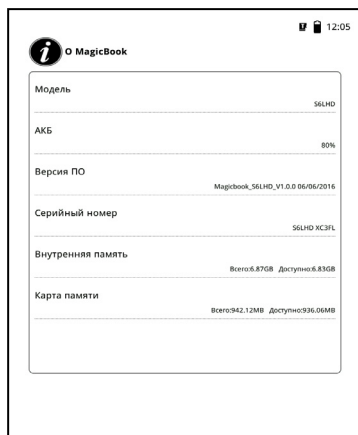 12:05
О MagicBook
Модель
S6LHD
АКБ
80%
Версия ПО
Magicbook_S6LHD_V1.0.0 06/06/2016
Серийный номер
S6LHD XC3FL
Внутренняя память
Всего:6.87GB Доступно:6.83GB
Карта памяти
Всего:942.12MB Доступно:936.06MB